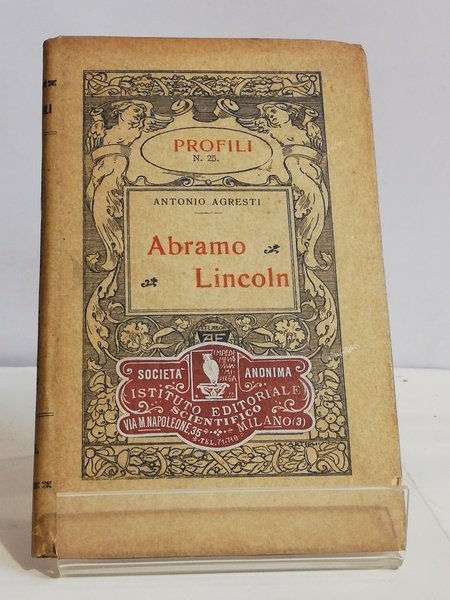 PROFILI
N. 25.
ANTONIO AGRESTI
Abramo
Lincoln
SOCIETA' ANONIMA
ISTITUTO EDITORIALE
SCIENTIFICO
VIA M. NAPOLEONE, 35 MILANO (3)